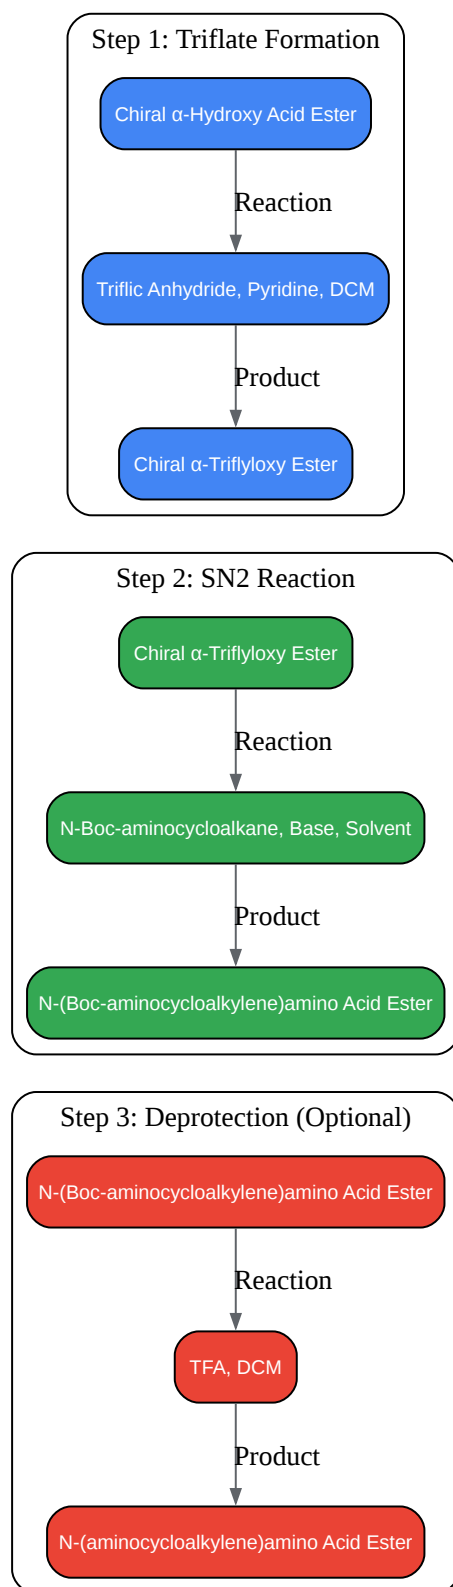 Step 1: Triflate Formation
Chiral α-Hydroxy Acid Ester
Reaction
Triflic Anhydride, Pyridine, DCM
Product
Chiral α-Triflyloxy Ester
Step 2: SN2 Reaction
Chiral α-Triflyloxy Ester
Reaction
N-Boc-aminocycloalkane, Base, Solvent
Product
N-(Boc-aminocycloalkylene)amino Acid Ester
Step 3: Deprotection (Optional)
N-(Boc-aminocycloalkylene)amino Acid Ester
Reaction
TFA, DCM
Product
N-(aminocycloalkylene)amino Acid Ester